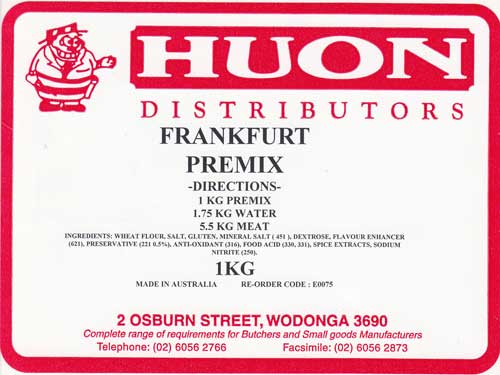 HUON
DISTRIBUTORS
FRANKFURT
PREMIX
-DIRECTIONS-
1 KG PREMIX
1.75 KG WATER
5.5 KG MEAT
INGREDIENTS: WHEAT FLOUR, SALT, GLUTEN, MINERAL SALT ( 451 ), DEXTROSE, FLAVOUR ENHANCER
(621), PRESERVATIVE (221 0.5%), ANTI-OXIDANT (316), FOOD ACID (330, 331), SPICE EXTRACTS, SODIUM
NITRITE (250).
1KG
MADE IN AUSTRALIA RE-ORDER CODE : E0075
2 OSBURN STREET, WODONGA 3690
Complete range of requirements for Butchers and Small goods Manufacturers
Telephone: (02) 6056 2766 Facsimile: (02) 6056 2873